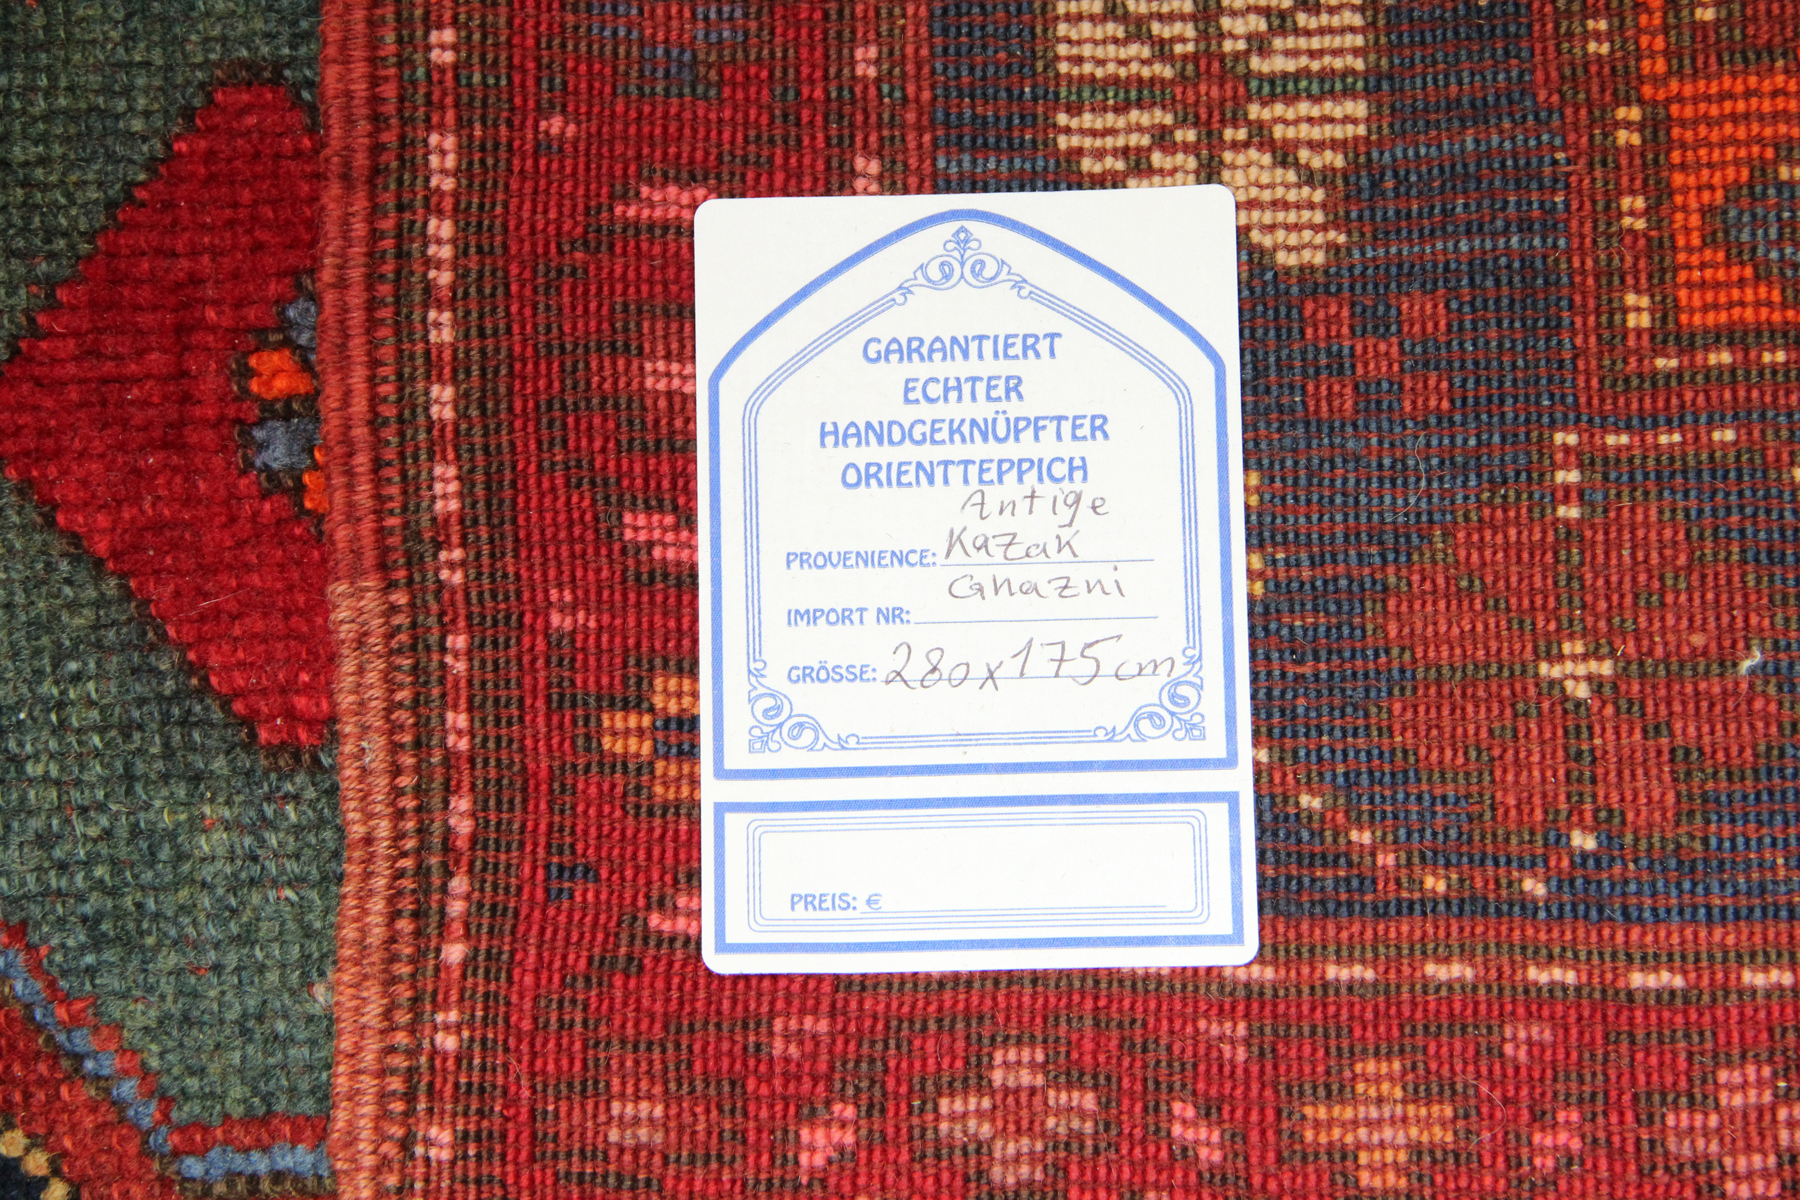 GARANTIERT
ECHTER
HANDGEKNÜPFTER
ORIENTTEPPICH
Antige
PROVENIENCE: Kazak
Ghazni
IMPORT NR:
GRÖSSE: 280x175cm
PREIS: €